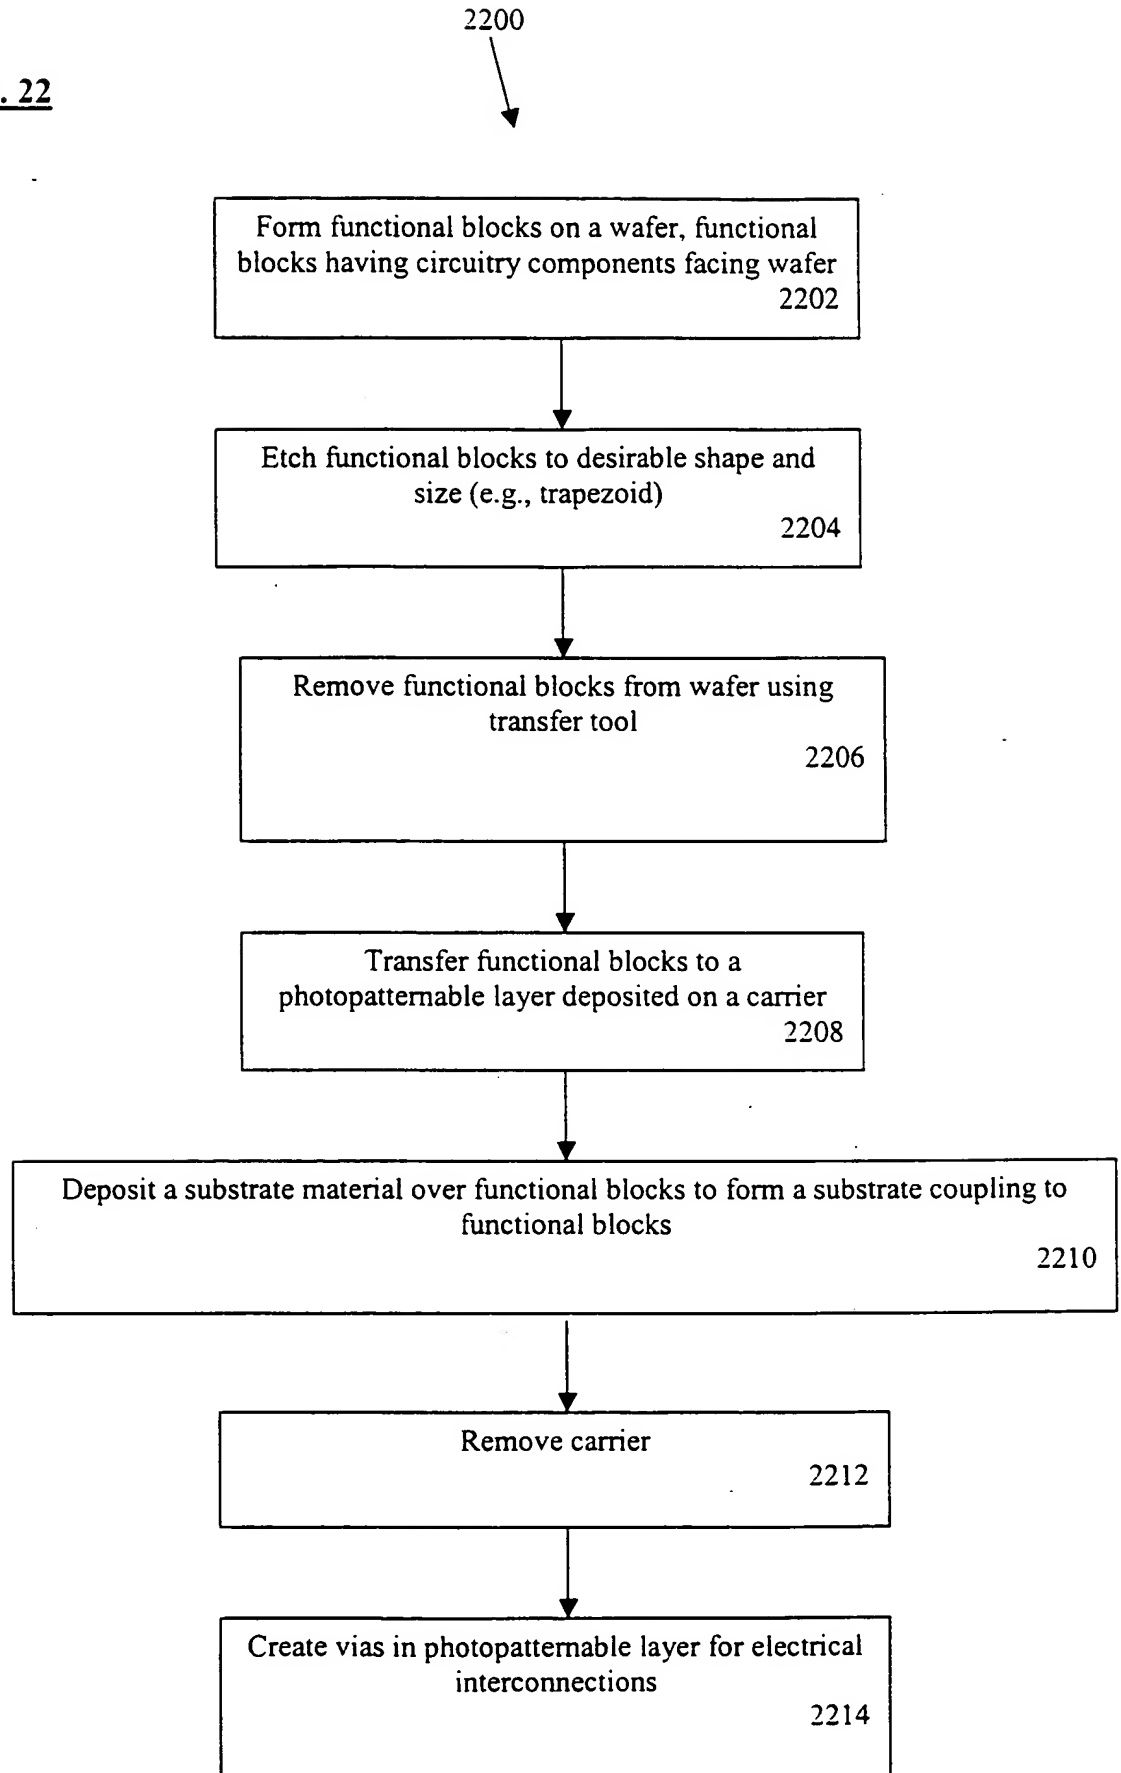 2200
. 22
Form functional blocks on a wafer, functional
blocks having circuitry components facing wafer
2202
Etch functional blocks to desirable shape and
size (e.g., trapezoid)
2204
Remove functional blocks from wafer using
transfer tool
2206
Transfer functional blocks to a
photopatternable layer deposited on a carrier
2208
Deposit a substrate material over functional blocks to form a substrate coupling to
functional blocks
2210
Remove carrier
2212
Create vias in photopatternable layer for electrical
interconnections
2214